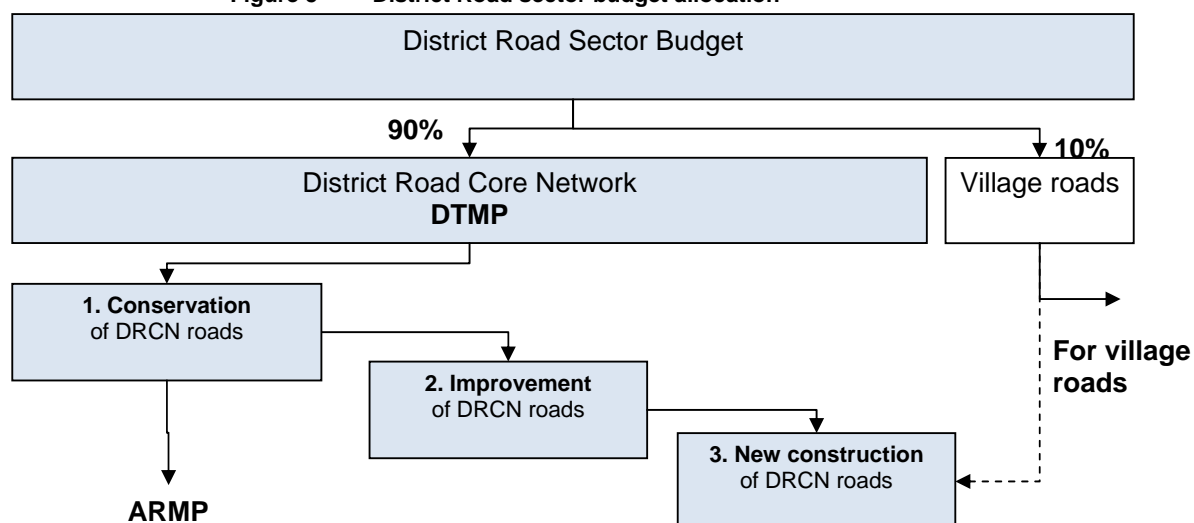 Figure District Road sector budget allocation
District Road Sector Budget
90%
10%
District Road Core Network
DTMP
Village roads
1. Conservation
of DRCN roads
2. Improvement
of DRCN roads
3. New construction
of DRCN roads
For village
roads
ARMP